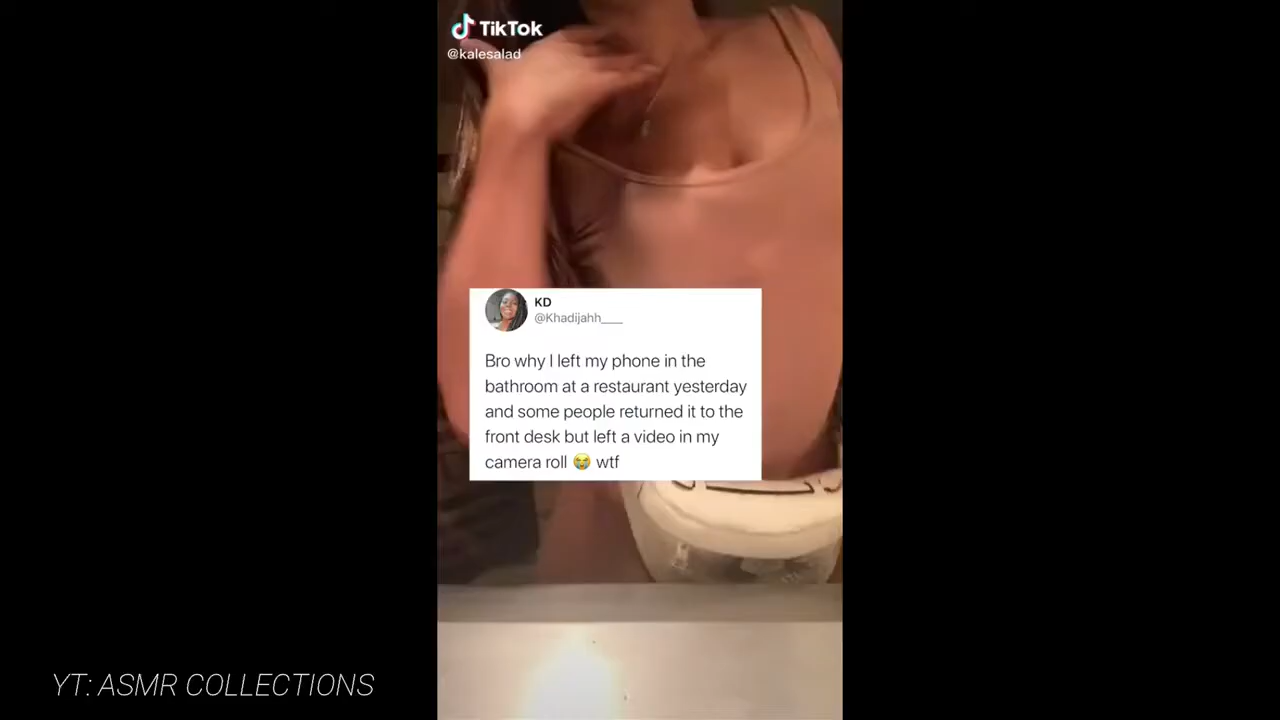 TikTok
@kalesalad
KD
@Khadijahh____
Bro why I left my phone in the
bathroom at a restaurant yesterday
and some people returned it to the
front desk but left a video in my
camera roll 😭 wtf
YT: ASMR COLLECTIONS